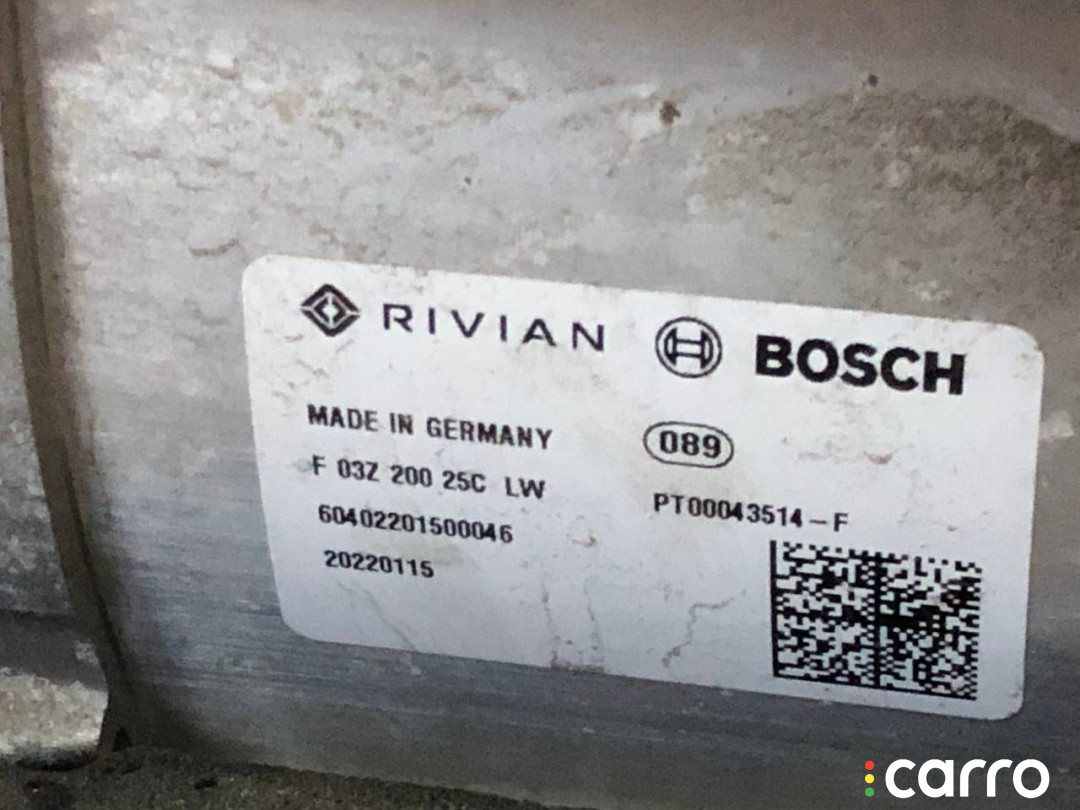 RIVIAN BOSCH
MADE IN GERMANY 089
F 03Z 200 25C LW
PT00043514-F
60402201500046
20220115
carro